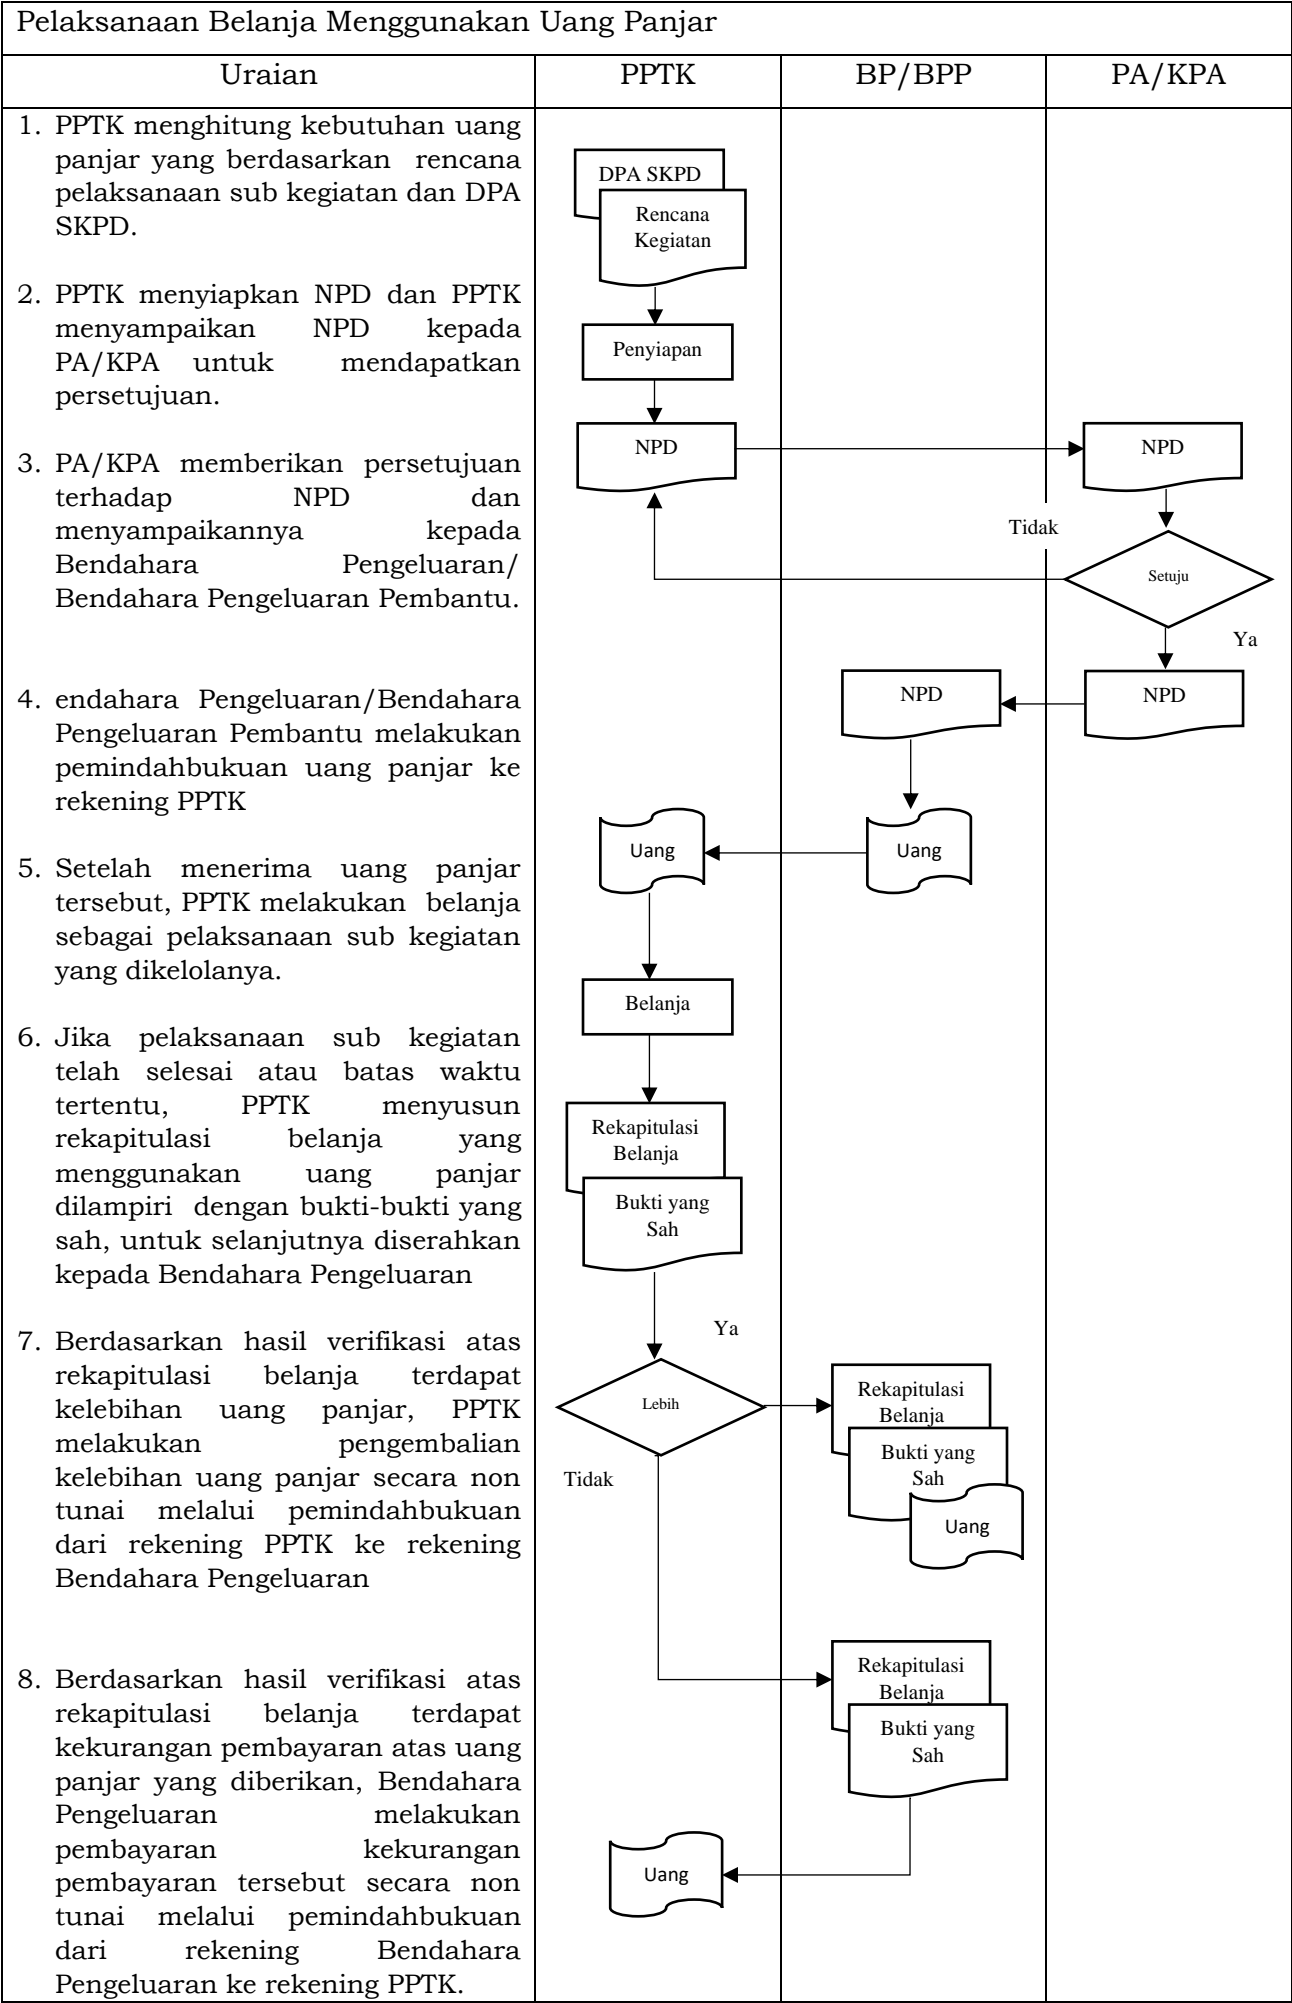 Pelaksanaan Belanja Menggunakan Uang Panjar
Uraian
PPTK
BP/BPP
PA/KPA
1. PPTK menghitung kebutuhan uang
panjar yang berdasarkan rencana
pelaksanaan sub kegiatan dan DPA
SKPD.
2. PPTK menyiapkan NPD dan PPTK
menyampaikan NPD kepada
PA/KPA untuk mendapatkan
persetujuan.
3. PA/KPA memberikan persetujuan
terhadap NPD dan
menyampaikannya kepada
Bendahara Pengeluaran/
Bendahara Pengeluaran Pembantu.
4. endahara Pengeluaran/Bendahara
Pengeluaran Pembantu melakukan
pemindahbukuan uang panjar ke
rekening PPTK
5. Setelah menerima uang panjar
tersebut, PPTK melakukan belanja
sebagai pelaksanaan sub kegiatan
yang dikelolanya.
6. Jika pelaksanaan sub kegiatan
telah selesai atau batas waktu
tertentu, PPTK menyusun
rekapitulasi belanja yang
menggunakan uang panjar
dilampiri dengan bukti-bukti yang
sah, untuk selanjutnya diserahkan
kepada Bendahara Pengeluaran
7. Berdasarkan hasil verifikasi atas
rekapitulasi belanja terdapat
kelebihan uang panjar, PPTK
melakukan pengembalian
kelebihan uang panjar secara non
tunai melalui pemindahbukuan
dari rekening PPTK ke rekening
Bendahara Pengeluaran
8. Berdasarkan hasil verifikasi atas
rekapitulasi belanja terdapat
kekurangan pembayaran atas uang
panjar yang diberikan, Bendahara
Pengeluaran melakukan
pembayaran kekurangan
pembayaran tersebut secara non
tunai melalui pemindahbukuan
dari rekening Bendahara
Pengeluaran ke rekening PPTK.
DPA SKPD
Rencana
Kegiatan
Penyiapan
NPD
NPD
Tidak
Setuju
Ya
NPD
NPD
Uang
Uang
Belanja
Rekapitulasi
Belanja
Bukti yang
Sah
Ya
Lebih
Tidak
Rekapitulasi
Belanja
Bukti yang
Sah
Uang
Rekapitulasi
Belanja
Bukti yang
Sah
Uang